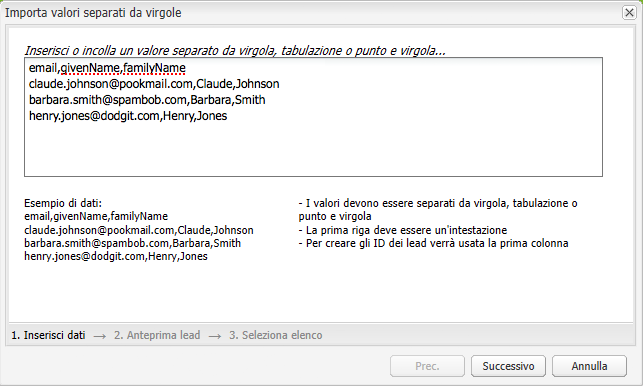 Importa valori separati da virgole
Inserisci o incolla un valore separato da virgola, tabulazione o punto e virgola...
email,givenName,familyName
claude.johnson@pookmail.com,Claude,Johnson
barbara.smith@spambob.com,Barbara,Smith
henry.jones@dodgit.com,Henry,Jones
Esempio di dati:
email,givenName,familyName
claude.johnson@pookmail.com,Claude,Johnson
barbara.smith@spambob.com,Barbara,Smith
henry.jones@dodgit.com,Henry,Jones
- I valori devono essere separati da virgola, tabulazione o
punto e virgola
- La prima riga deve essere un'intestazione
- Per creare gli ID dei lead verrà usata la prima colonna
1. Inserisci dati → 2. Anteprima lead → 3. Seleziona elenco
Prec. Successivo Annulla